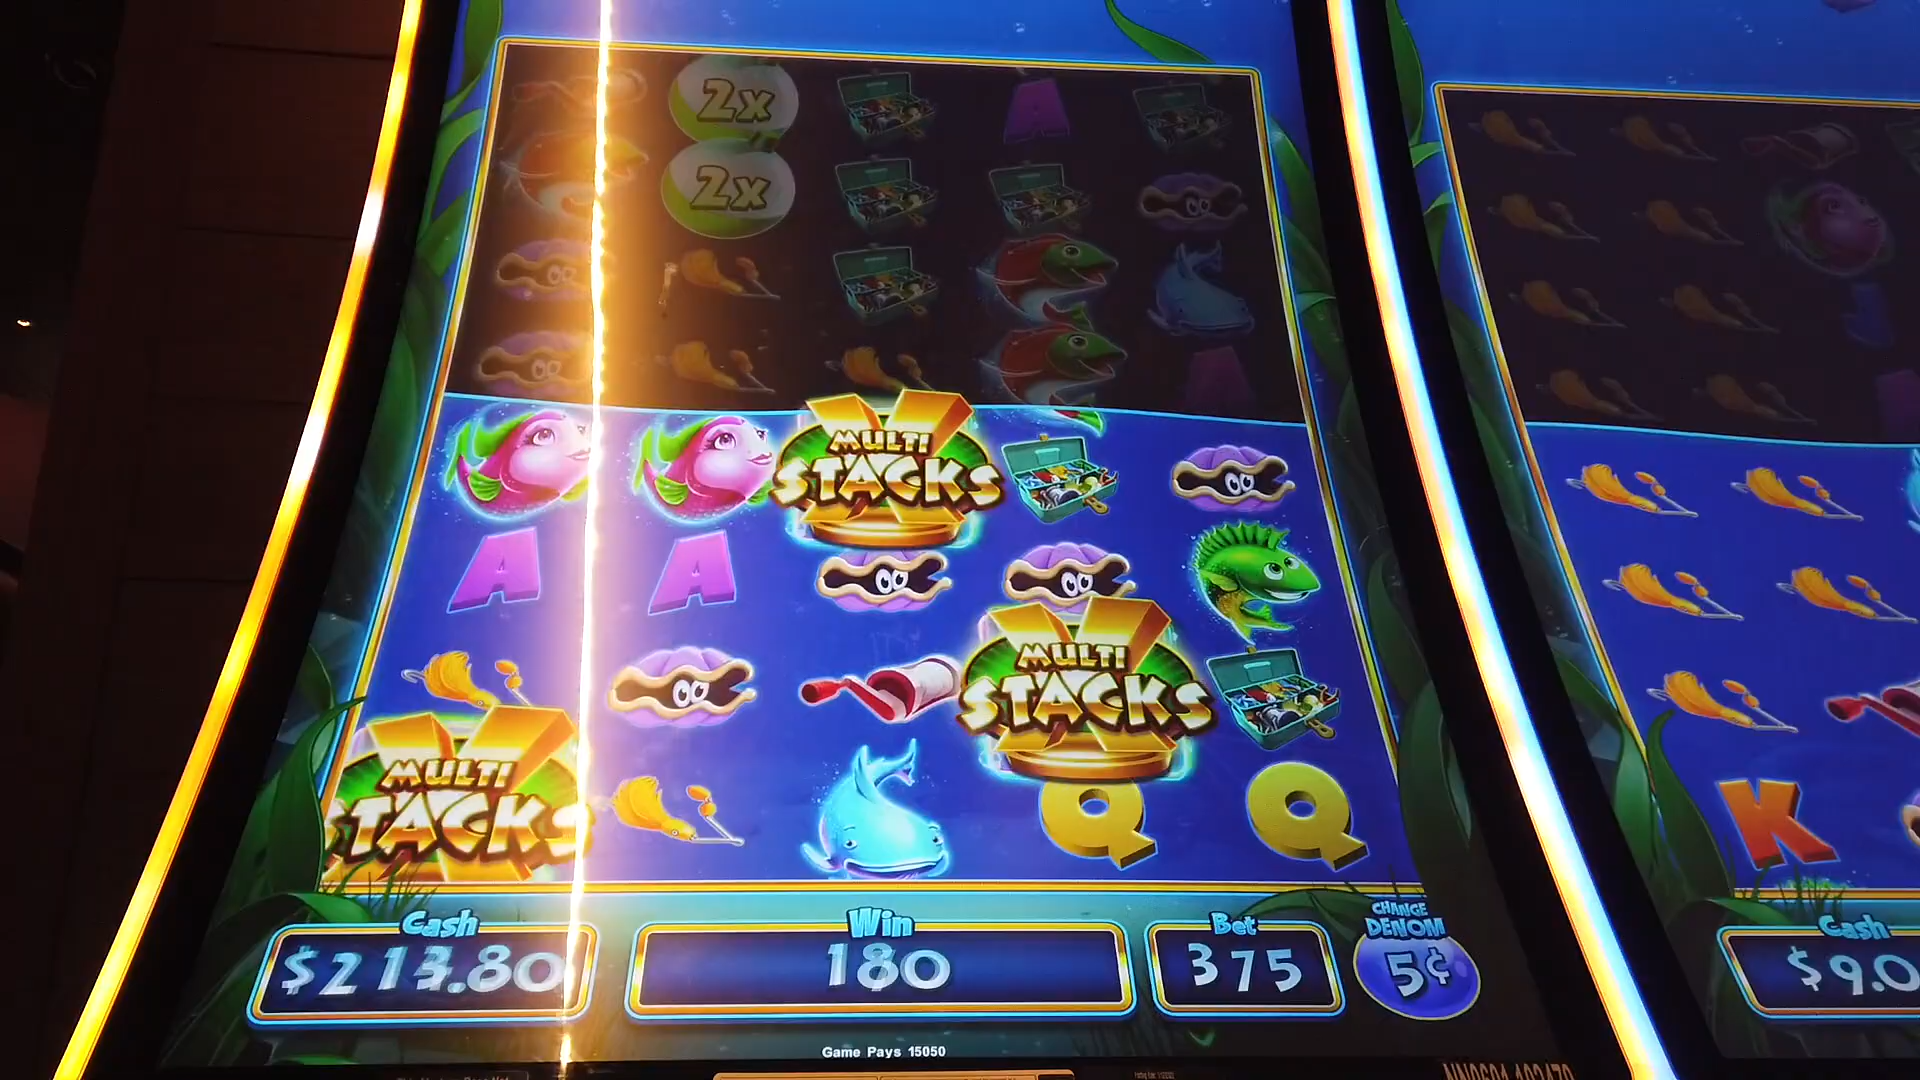 2x
A
2x
A
MULTI
STACKS
A
A
MULTI
STACKS
MULTI
STACKS
Q
Q
K
Cash
Win
Bet
CHANGE
DENOM
Cash
180
375
5¢
Game Pays 15050